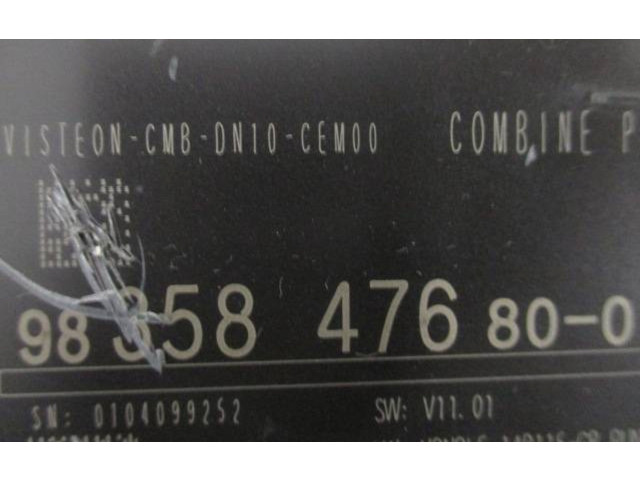 VISTEON-CMB-DN10-CEM00 COMBINE P
98 358 476 80-0
SN: 0104099252 SW: V11.01